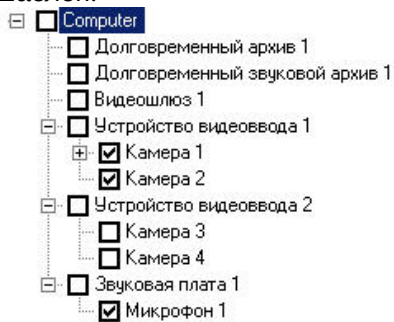 Computer
Долговременный архив 1
Долговременный звуковой архив 1
Видеошлюз 1
Устройство видеоввода 1
Камера 1
Камера 2
Устройство видеоввода 2
Камера 3
Камера 4
Звуковая плата 1
Микрофон 1